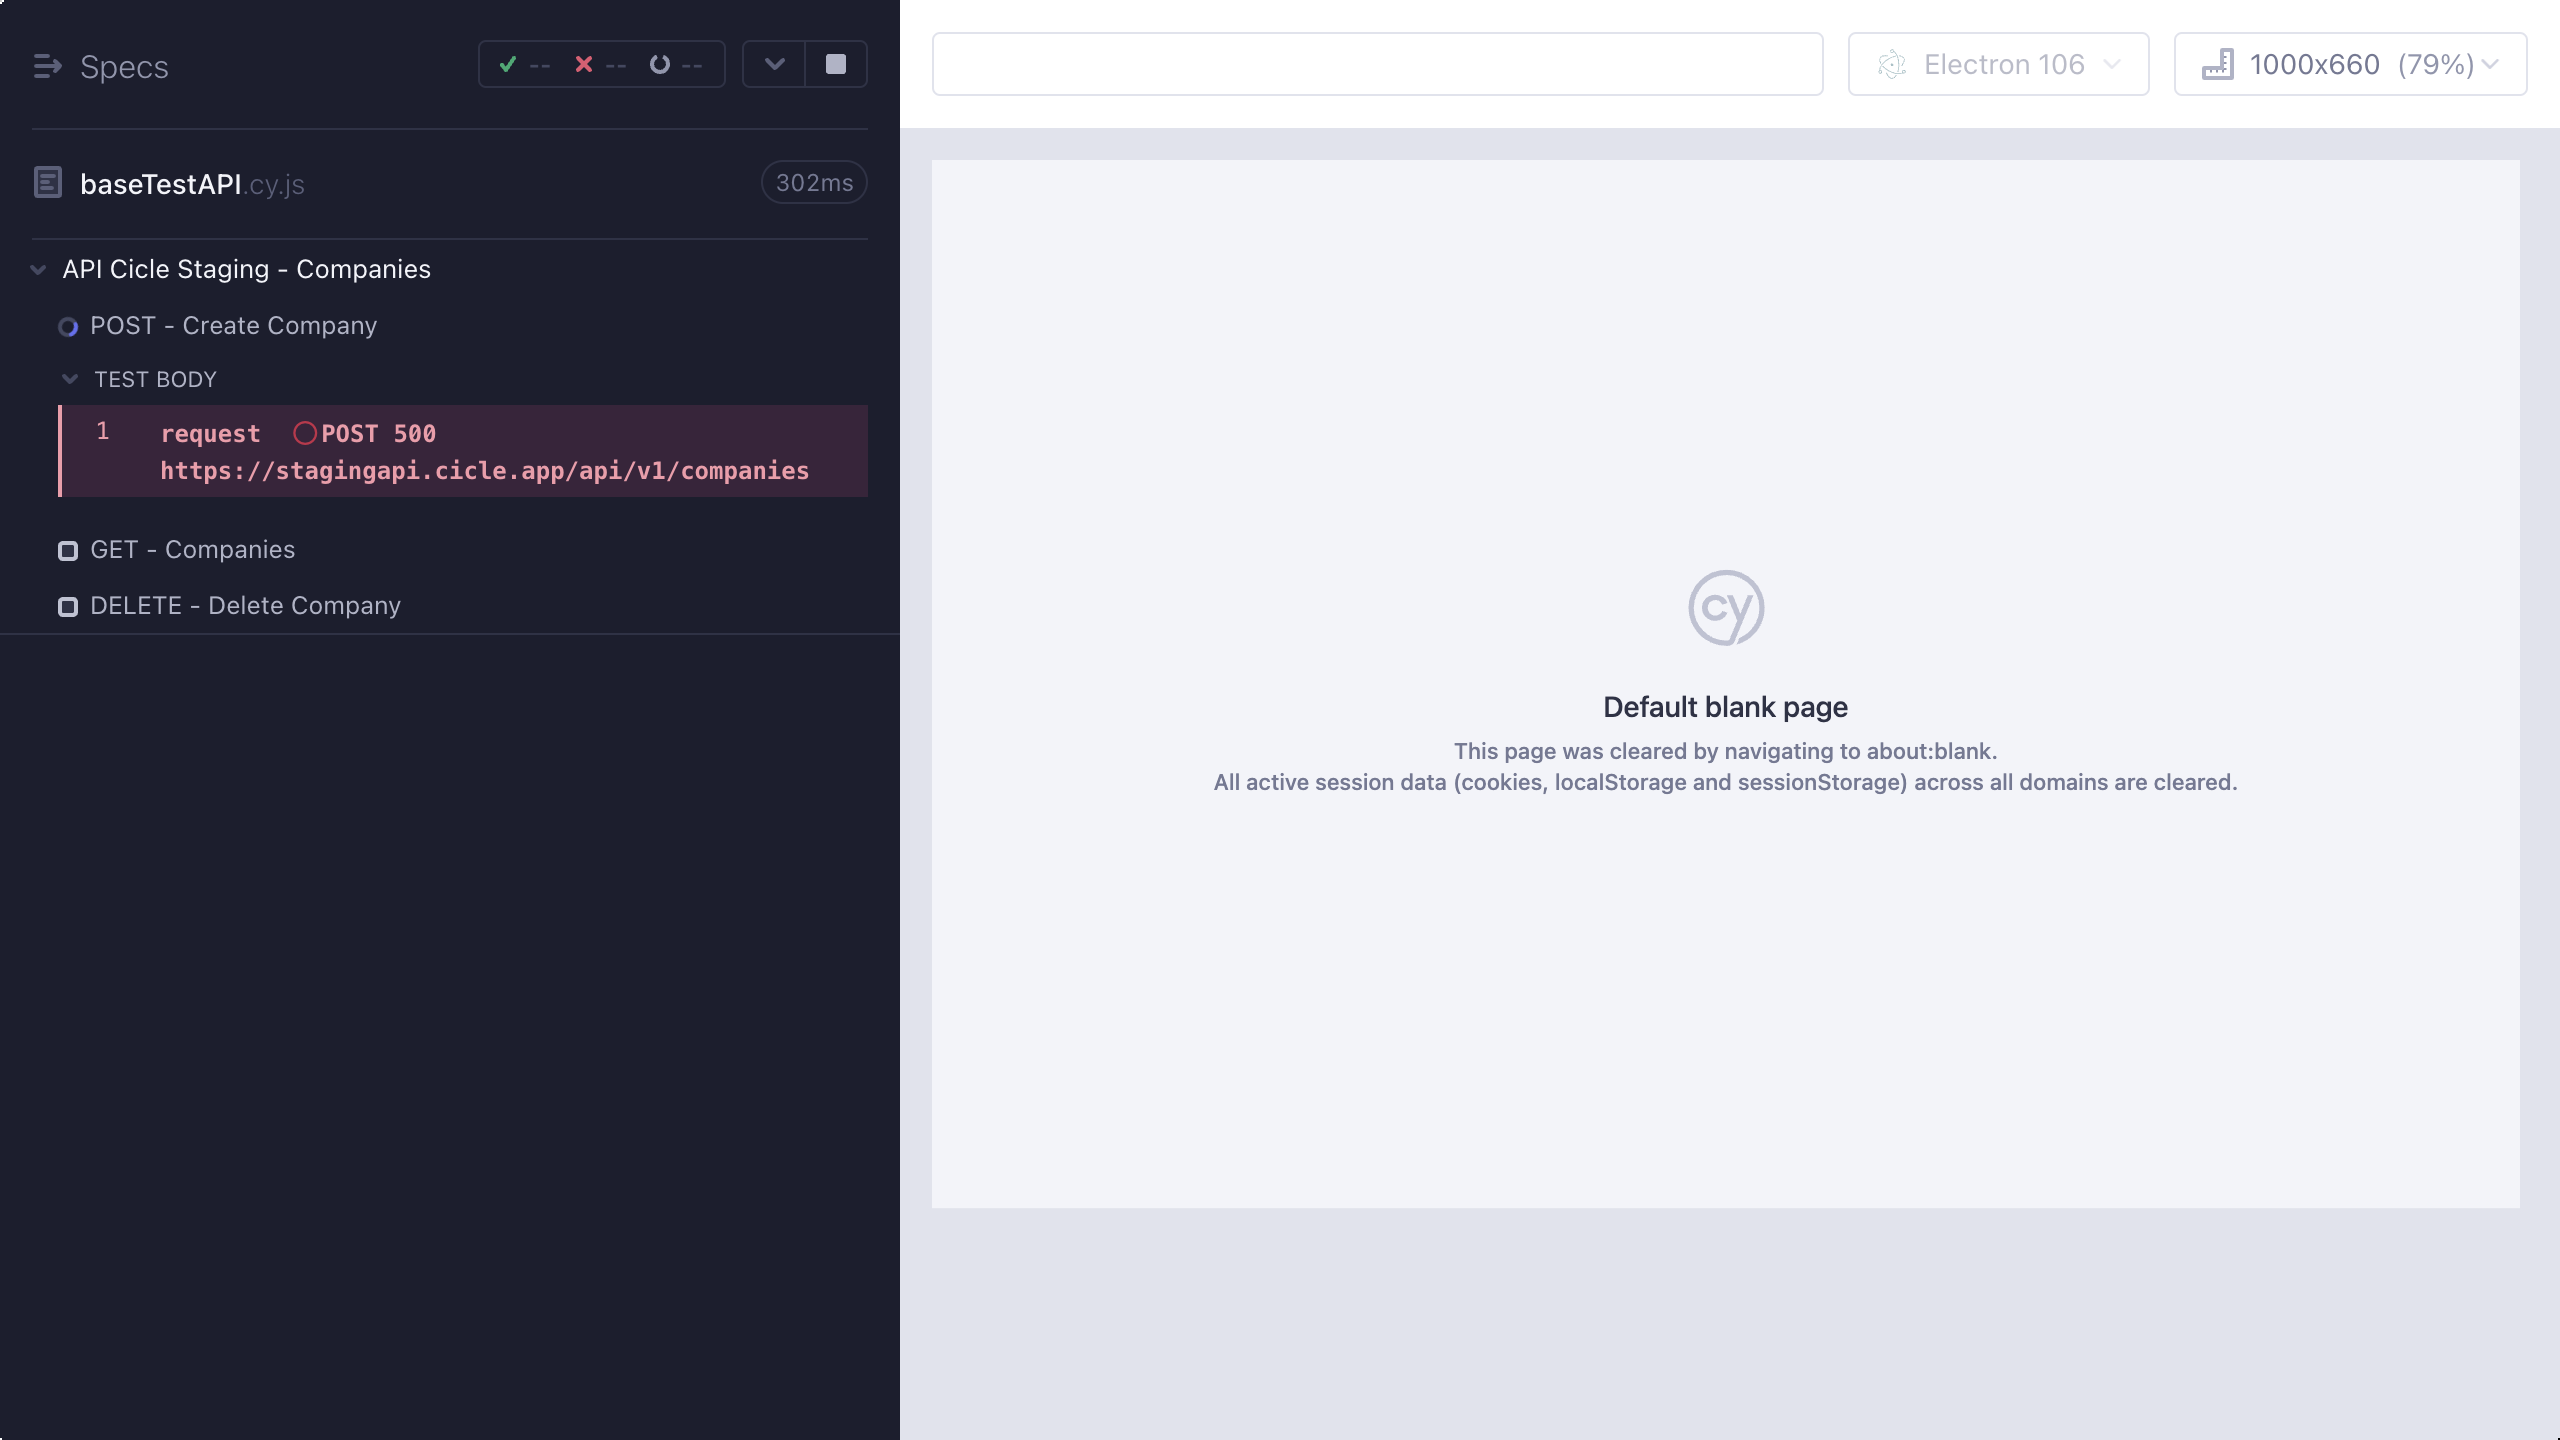 Specs
-- -- --
baseTestAPI.cy.js
302ms
API Cicle Staging - Companies
POST - Create Company
TEST BODY
1 request POST 500
https://stagingapi.cicle.app/api/v1/companies
GET - Companies
DELETE - Delete Company
Electron 106
1000x660 (79%)
cy
Default blank page
This page was cleared by navigating to about:blank.
All active session data (cookies, localStorage and sessionStorage) across all domains are cleared.